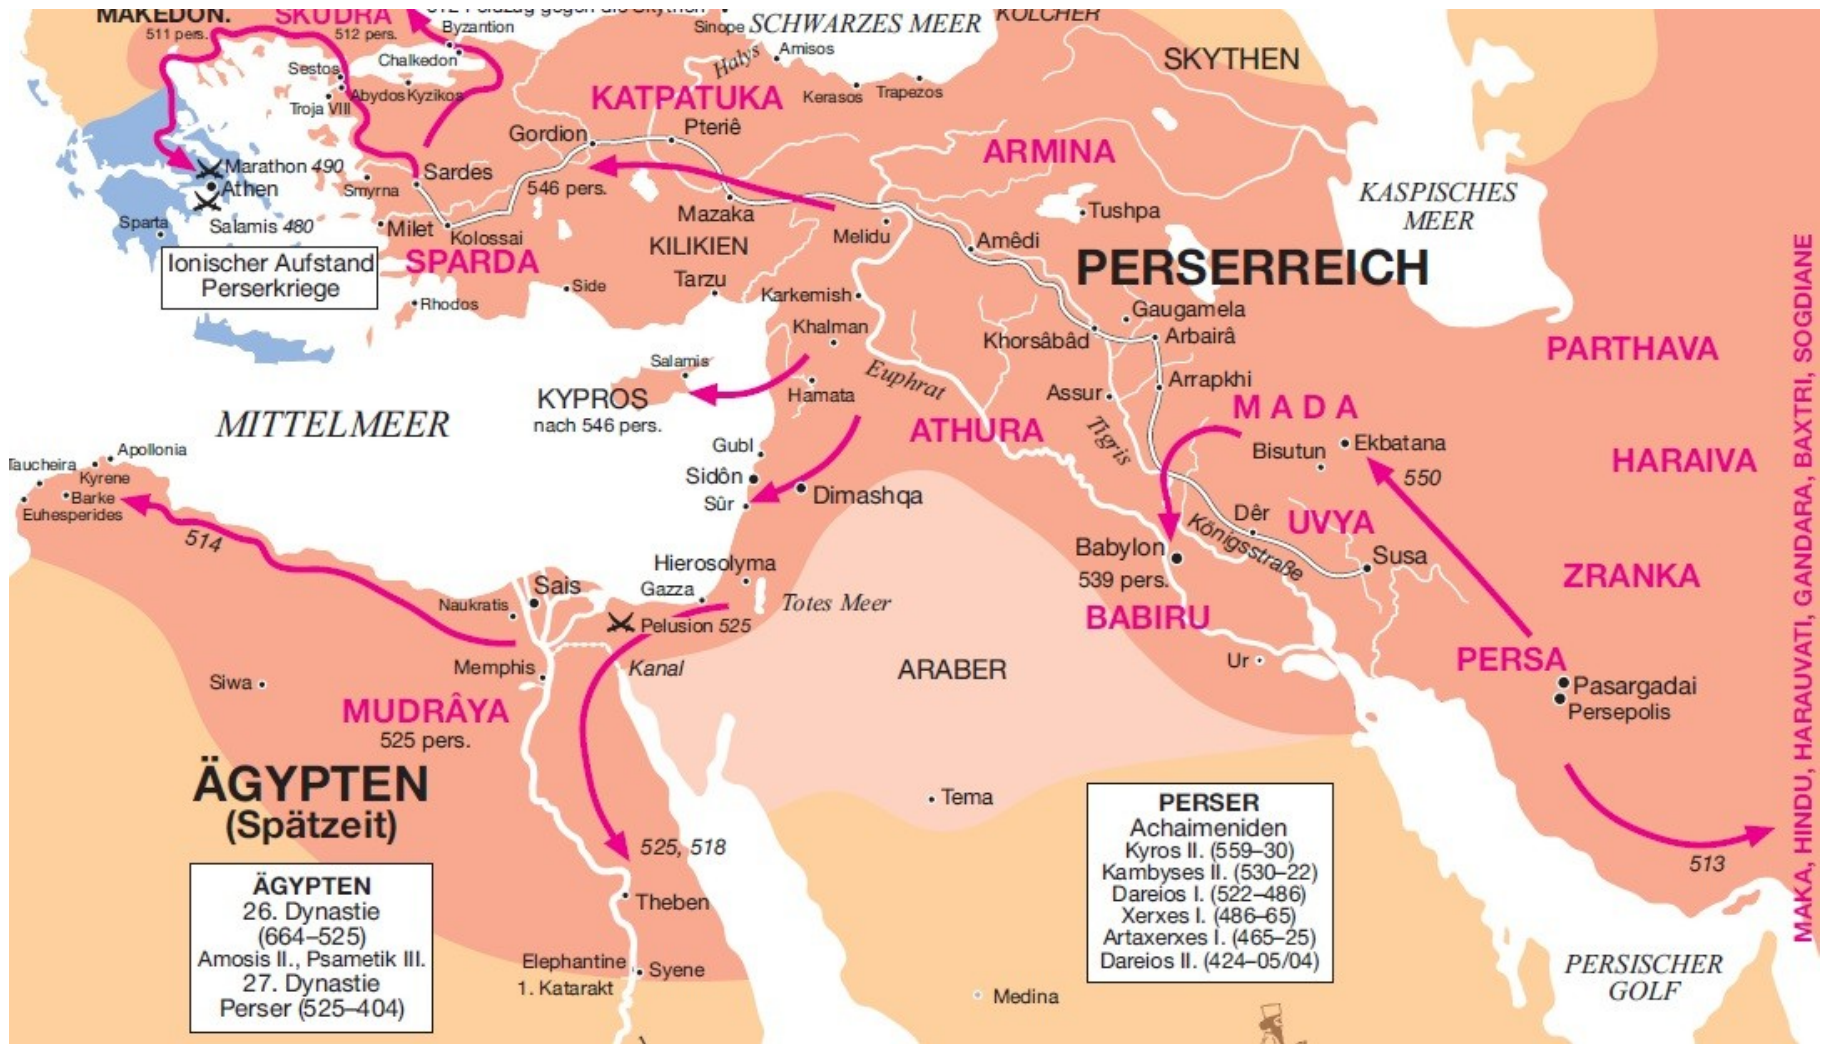 MAKEDON.
511 pers.
SKUDRA
512 pers.
Byzantion
Sinope
SCHWARZES MEER
KOLCHER
Chalkedon
Halys
Amisos
SKYTHEN
Sestos
Abydos
Kyzikos
Troja VIII
KATPATUKA
Kerasos
Trapezos
Gordion
Pteriê
ARMINA
Marathon 490
Athen
Sardes
Smyrna
546 pers.
KASPISCHES
MEER
Sparta
Salamis 480
Milet
Kolossai
Mazaka
Melidu
Tushpa
Amêdi
Ionischer Aufstand
Perserkriege
SPARDA
KILIKIEN
Tarzu
PERSERREICH
Rhodos
Side
Karkemish
Khalman
Gaugamela
Khorsâbâd
Arbairâ
PARTHAVA
Salamis
KYPROS
nach 546 pers.
Hamata
Euphrat
Assur
Arrapkhi
MADA
MITTELMEER
ATHURA
Tigris
Bisutun
Ekbatana
550
HARAIVA
Apollonia
Taucheira
Kyrene
Barke
Euhesperides
514
Gubl
Sidôn
Sûr
Dimashqa
Dêr
UVYA
Königsstraße
Susa
Babylon
539 pers.
BABIRU
ZRANKA
Hierosolyma
Gazza
Totes Meer
Sais
Naukratis
Pelusion 525
Kanal
Memphis
Siwa
ARABER
Ur
PERSA
Pasargadai
Persepolis
MUDRÂYA
525 pers.
ÄGYPTEN
(Spätzeit)
Tema
525, 518
513
MAKA, HINDU, HARAUVATI, GANDARA, BAXTRI, SOGDIANE
PERSER
Achaimeniden
Kyros II. (559–30)
Kambyses II. (530–22)
Dareios I. (522–486)
Xerxes I. (486–65)
Artaxerxes I. (465–25)
Dareios II. (424–05/04)
ÄGYPTEN
26. Dynastie
(664–525)
Amosis II., Psametik III.
27. Dynastie
Perser (525–404)
Theben
Elephantine
Syene
1. Katarakt
Medina
PERSISCHER
GOLF